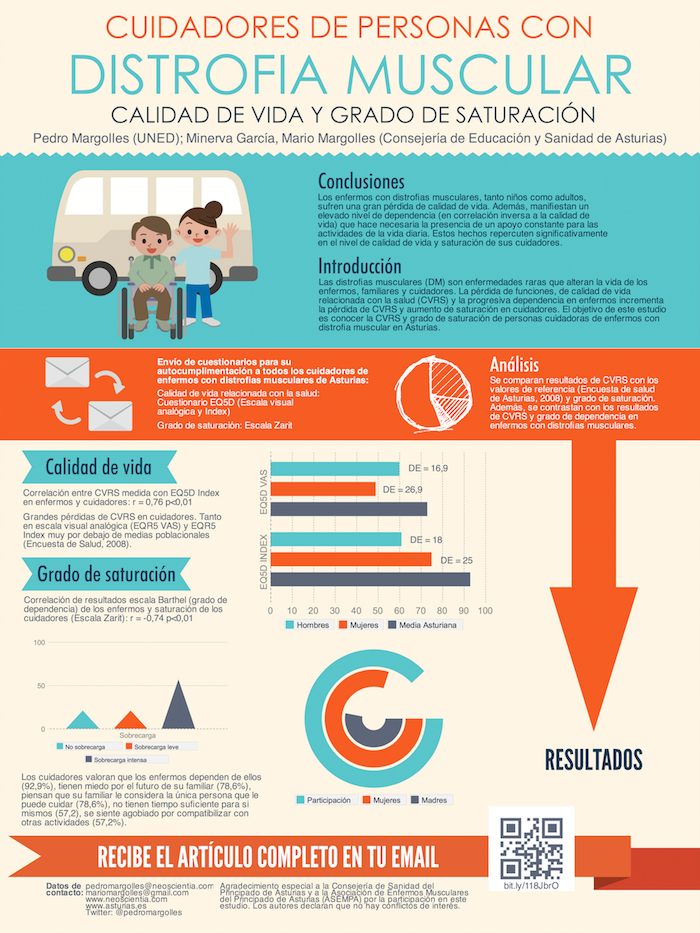 CUIDADORES DE PERSONAS CON
DISTROFIA MUSCULAR
CALIDAD DE VIDA Y GRADO DE SATURACIÓN
Pedro Margolles (UNED); Minerva García, Mario Margolles (Consejería de Educación y Sanidad de Asturias)
Conclusiones
Los enfermos con distrofias musculares, tanto niños como adultos,
sufren una gran pérdida de calidad de vida. Además, manifiestan un
elevado nivel de dependencia (en correlación inversa a la calidad de
vida) que hace necesaria la presencia de un apoyo constante para las
actividades de la vida diaria. Estos hechos repercuten significativamente
en el nivel de calidad de vida y saturación de sus cuidadores.
Introducción
Las distrofias musculares (DM) son enfermedades raras que alteran la vida de los
enfermos, familiares y cuidadores. La pérdida de funciones, de calidad de vida
relacionada con la salud (CVRS) y la progresiva dependencia en enfermos incrementa
la pérdida de CVRS y aumento de saturación en cuidadores. El objetivo de este estudio
es conocer la CVRS y grado de saturación de personas cuidadoras de enfermos con
distrofia muscular en Asturias.
Envío de cuestionarios para su
autocumplimentación a todos los cuidadores de
enfermos con distrofias musculares de Asturias:
Calidad de vida relacionada con la salud:
Cuestionario EQ5D (Escala visual
analógica y Index)
Grado de saturación: Escala Zarit
Análisis
Se comparan resultados de CVRS con los
valores de referencia (Encuesta de salud
de Asturias, 2008) y grado de saturación.
Además, se contrastan con los resultados
de CVRS y grado de dependencia en
enfermos con distrofias musculares.
Calidad de vida
Correlación entre CVRS medida con EQ5D Index
en enfermos y cuidadores: r = 0,76 p<0,01
Grandes pérdidas de CVRS en cuidadores. Tanto
en escala visual analógica (EQR5 VAS) y EQR5
Index muy por debajo de medias poblacionales
(Encuesta de Salud, 2008).
EQ5D VAS
DE = 16,9
DE = 26,9
EQ5D INDEX
DE = 18
DE = 25
0 10 20 30 40 50 60 70 80 90 100
Hombres Mujeres Media Asturiana
Grado de saturación
Correlación de resultados escala Barthel (grado de
dependencia) de los enfermos y saturación de los
cuidadores (Escala Zarit): r = -0,74 p<0,01
100
50
0
Sobrecarga
No sobrecarga Sobrecarga leve
Sobrecarga intensa
Participación Mujeres Madres
RESULTADOS
Los cuidadores valoran que los enfermos dependen de ellos
(92,9%), tienen miedo por el futuro de su familiar (78,6%),
piensan que su familiar le considera la única persona que le
puede cuidar (78,6%), no tienen tiempo suficiente para si
mismos (57,2), se siente agobiado por compatibilizar con
otras actividades (57,2%).
RECIBE EL ARTÍCULO COMPLETO EN TU EMAIL
bit.ly/118JbrO
Datos de contacto:
pedromargolles@neoscientia.com
mariomargolles@gmail.com
www.neoscientia.com
www.asturias.es
Twitter: @pedromargolles
Agradecimiento especial a la Consejería de Sanidad del
Principado de Asturias y a la Asociación de Enfermos Musculares
del Principado de Asturias (ASEMPA) por la participación en este
estudio. Los autores declaran que no hay conflictos de interés.